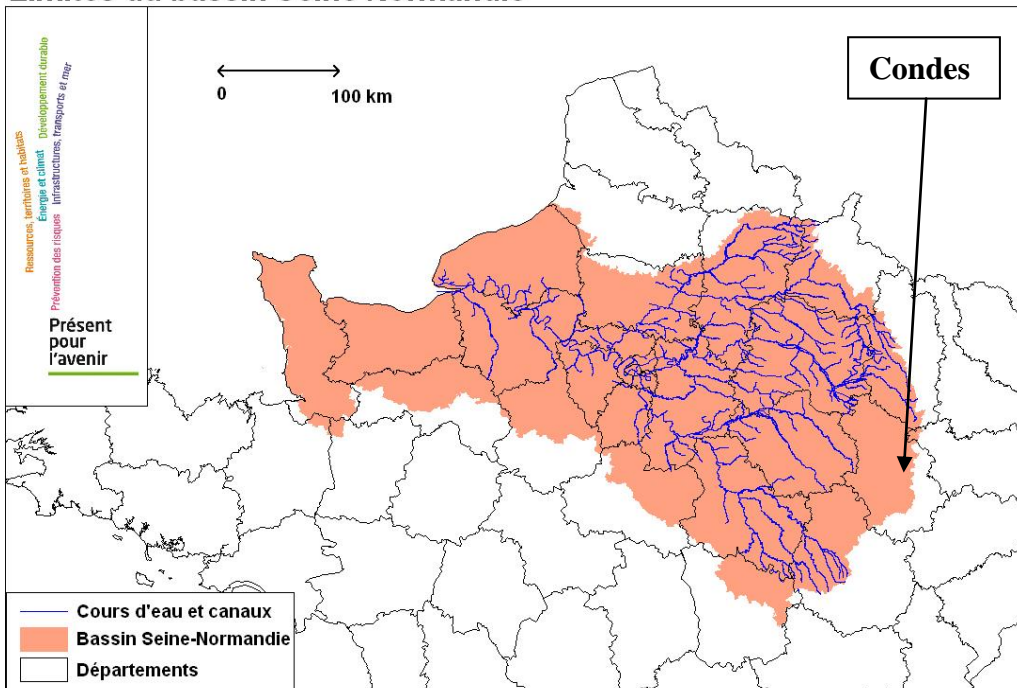 Ressources, territoires et habitats
Énergie et climat Développement durable
Prévention des risques Infrastructures, transports et mer
Présent
pour
l'avenir
0 100 km
Condes
Cours d'eau et canaux
Bassin Seine-Normandie
Départements